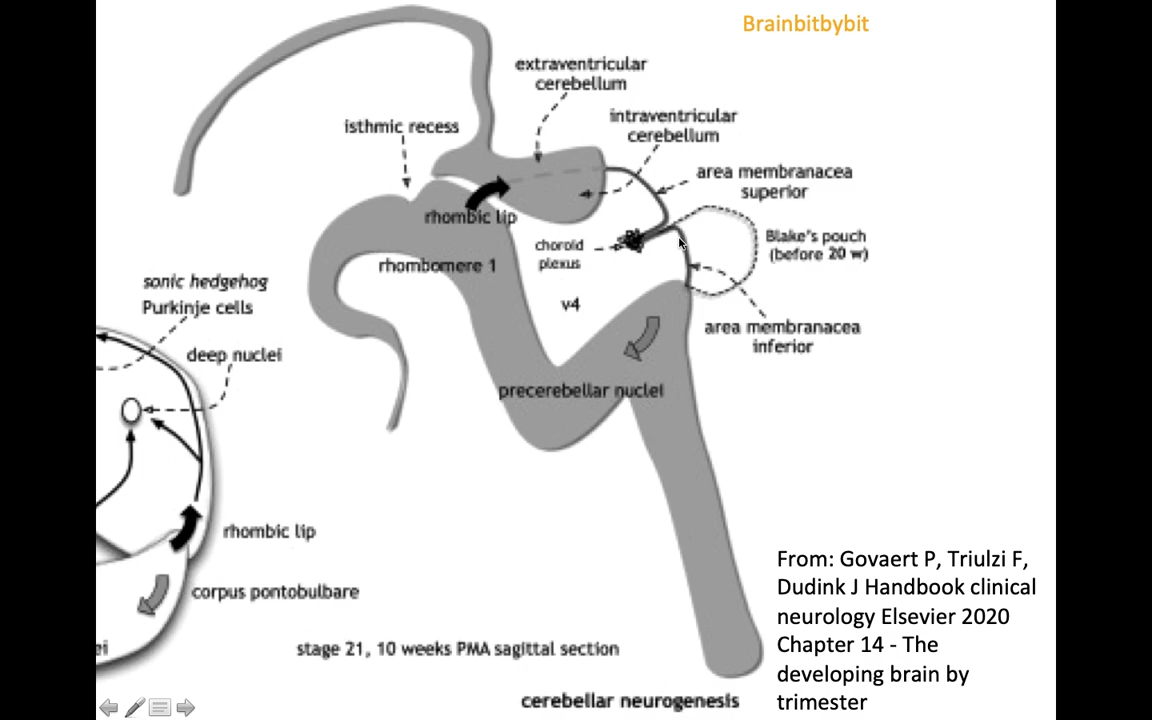 Brainbitbybit
extraventricular
cerebellum
intraventricular
cerebellum
isthmic recess
area membranacea
superior
rhombic lip
choroid
plexus
Blake's pouch
(before 20 w)
rhombomere 1
sonic hedgehog
Purkinje cells
v4
area membranacea
inferior
deep nuclei
precerebellar nuclei
rhombic lip
corpus pontobulbare
ei
stage 21, 10 weeks PMA sagittal section
cerebellar neurogenesis
From: Govaert P, Triulzi F,
Dudink J Handbook clinical
neurology Elsevier 2020
Chapter 14 - The
developing brain by
trimester